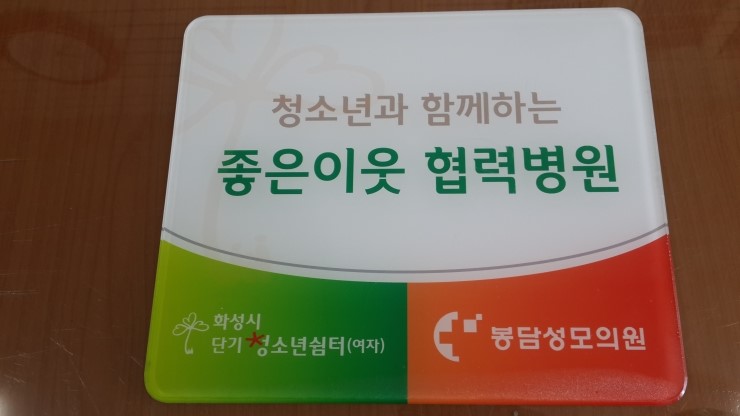 청소년과 함께하는
좋은이웃 협력병원
화성시
단기 청소년쉼터(여자)
봉담성모의원